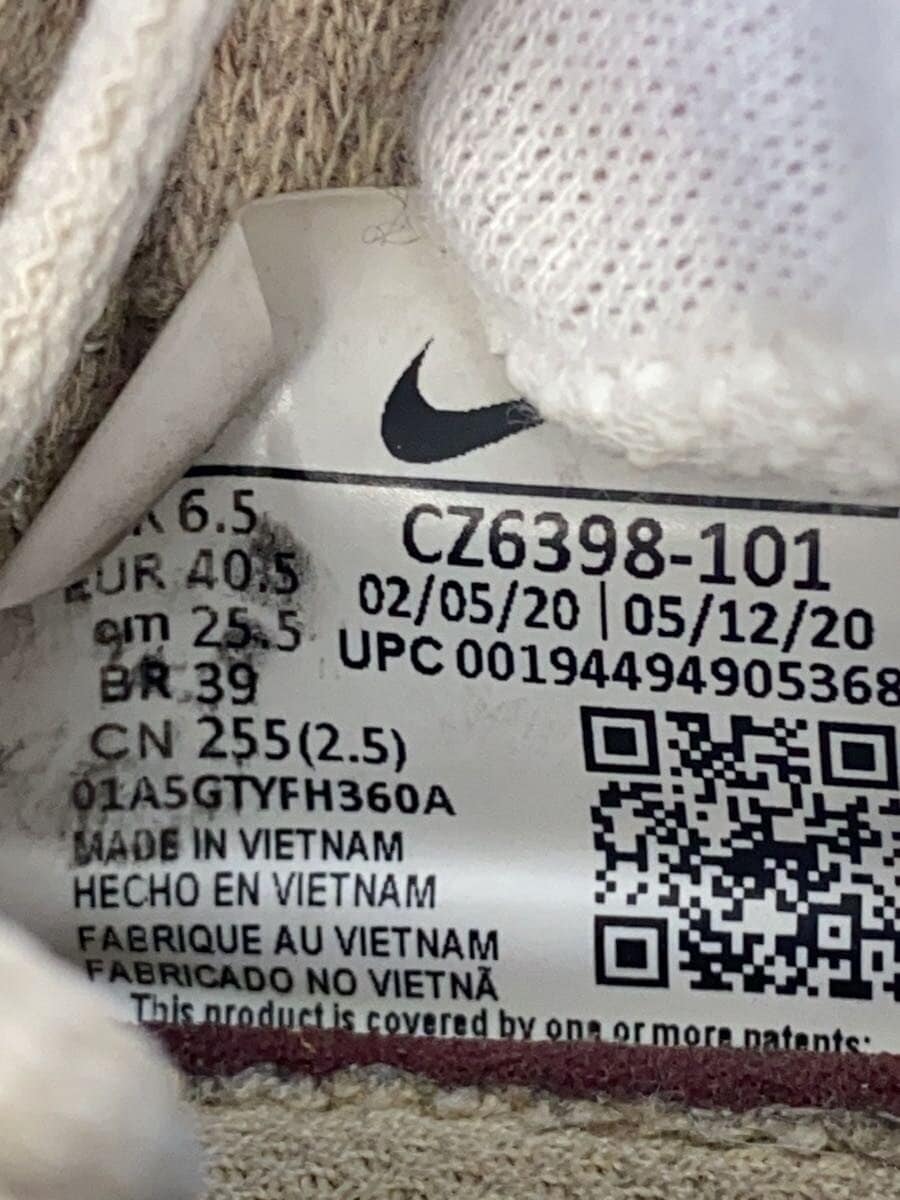 6.5
EUR 40.5
cm 25.5
BR 39
CN 255(2.5)
01A5GTYFH360A
MADE IN VIETNAM
HECHO EN VIETNAM
FABRIQUE AU VIETNAM
FABRICADO NO VIETNÃ
CZ6398-101
02/05/20 | 05/12/20
UPC 00194494905368
This product is covered by one or more patents: